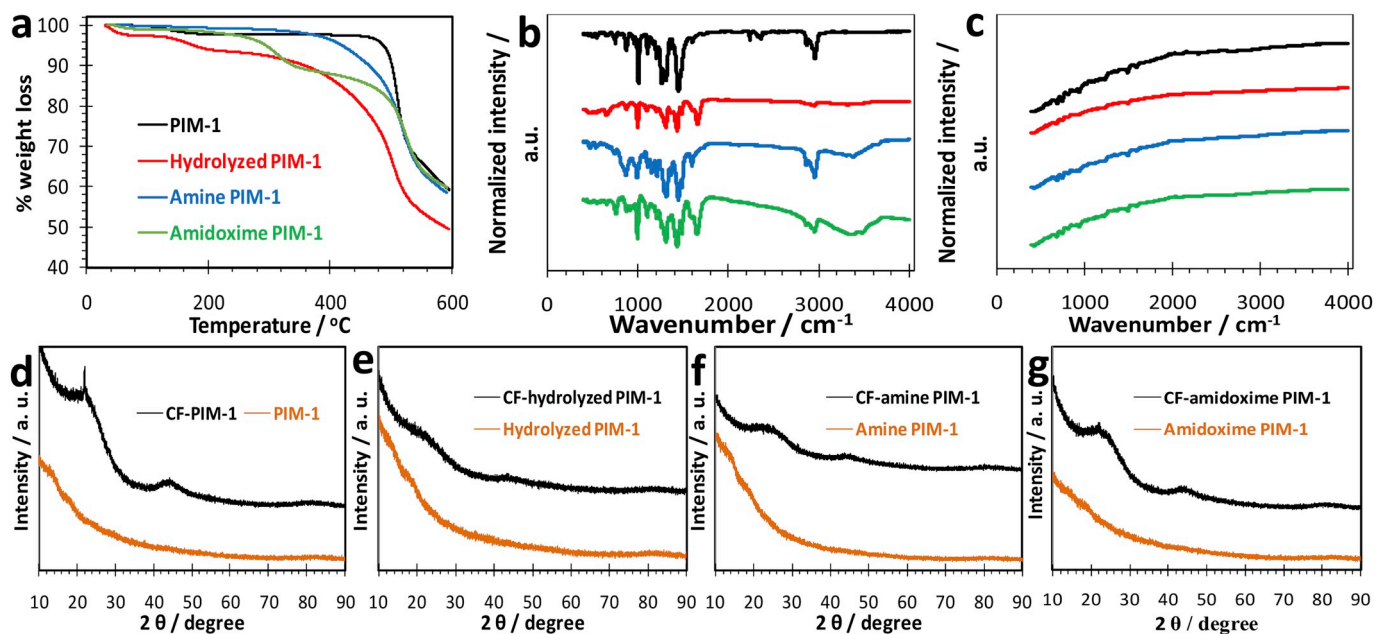 a
% weight loss
100
90
80
70
60
50
40
PIM-1
Hydrolyzed PIM-1
Amine PIM-1
Amidoxime PIM-1
0 200 400 600
Temperature / ᵒC
b
Normalized intensity /
a.u.
0 1000 2000 3000 4000
Wavenumber / cm⁻¹
c
Normalized intensity /
a.u.
0 1000 2000 3000 4000
Wavenumber / cm⁻¹
d
Intensity / a. u.
CF-PIM-1 PIM-1
10 20 30 40 50 60 70 80 90
2 θ / degree
e
Intensity / a. u.
CF-hydrolyzed PIM-1
Hydrolyzed PIM-1
10 20 30 40 50 60 70 80 90
2 θ / degree
f
Intensity / a. u.
CF-amine PIM-1
Amine PIM-1
10 20 30 40 50 60 70 80 90
2 θ / degree
g
Intensity / a. u.
CF-amidoxime PIM-1
Amidoxime PIM-1
10 20 30 40 50 60 70 80 90
2 θ / degree